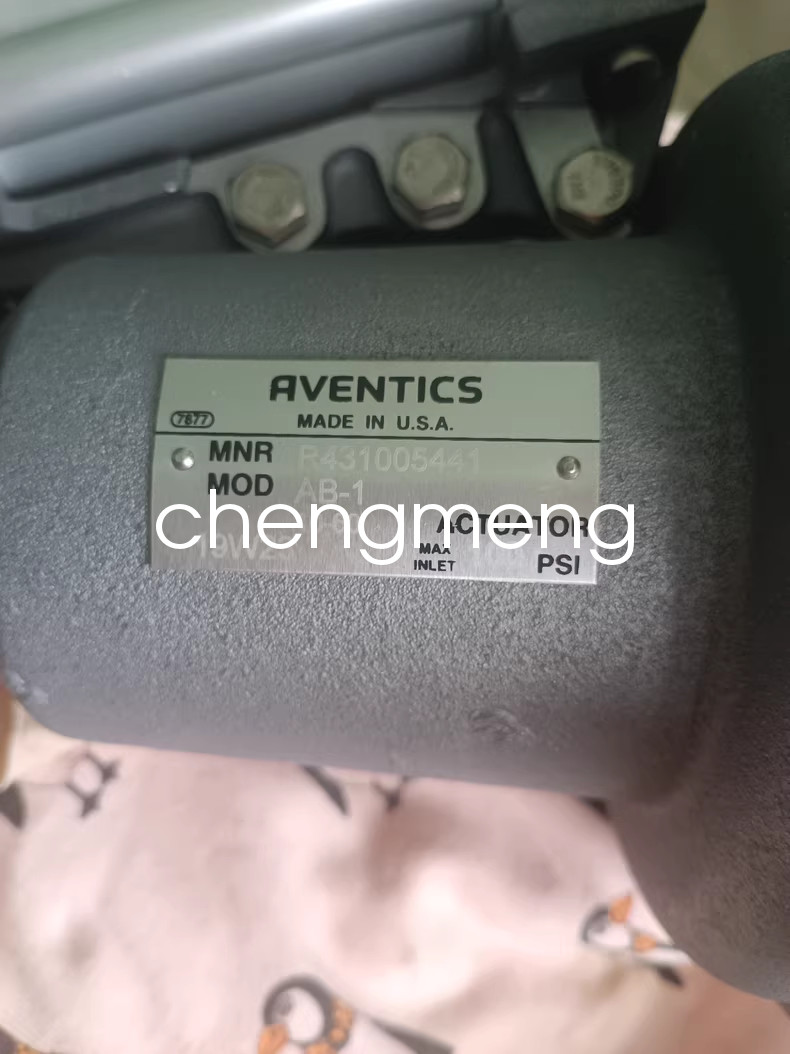 AVENTICS
7877
MADE IN U.S.A.
MNR R431005441
MOD AB-1
chengmeng
ACTUATOR
MAX
INLET
PSI